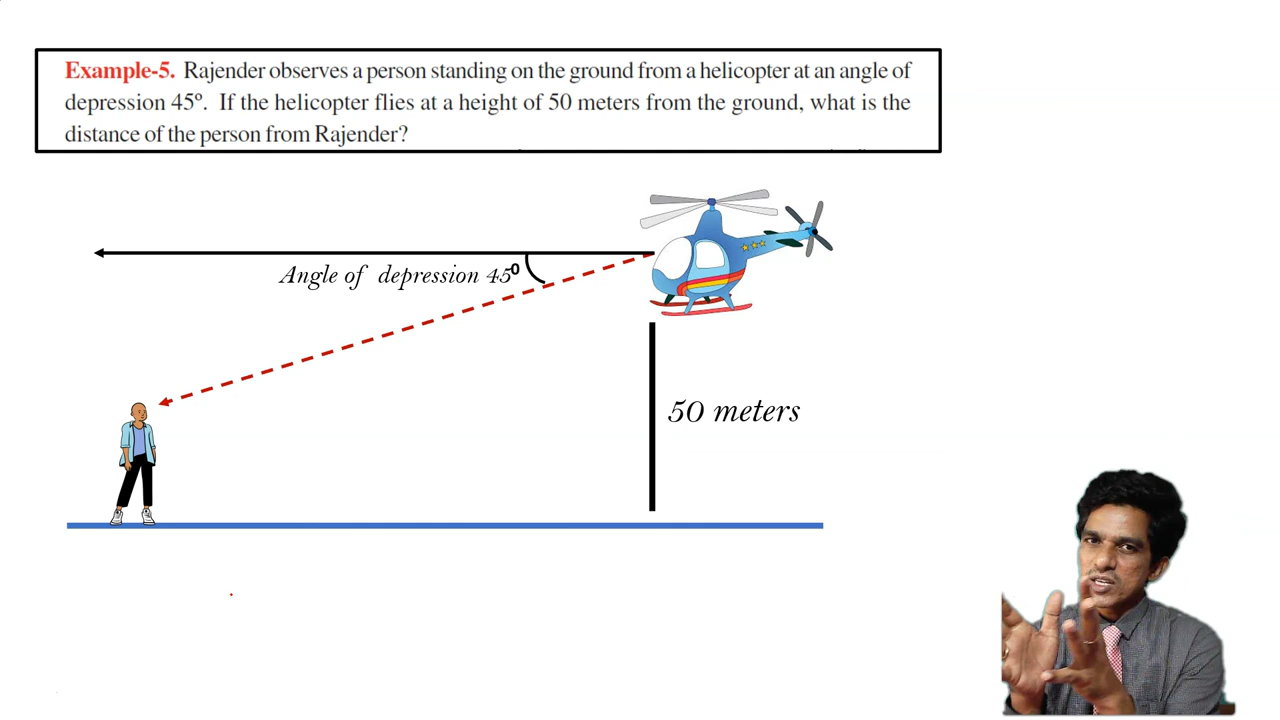 Example-5. Rajender observes a person standing on the ground from a helicopter at an angle of
depression 45º. If the helicopter flies at a height of 50 meters from the ground, what is the
distance of the person from Rajender?
Angle of depression 45⁰
50 meters